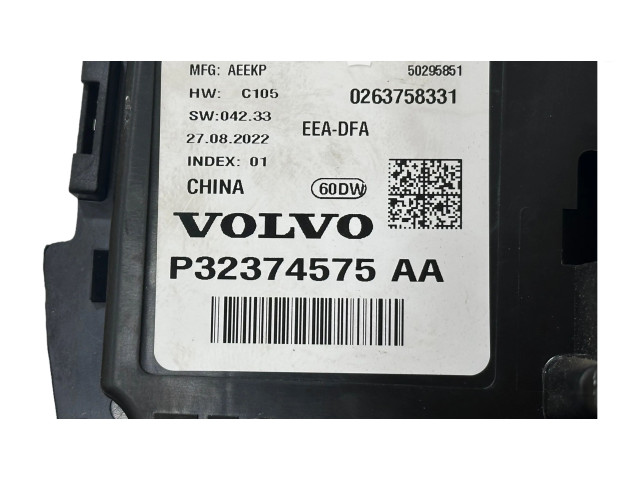 MFG: AEEKP 50295851
HW: C105 0263758331
SW:042.33
EEA-DFA
27.08.2022
INDEX: 01
CHINA 60DW
VOLVO
P32374575 AA